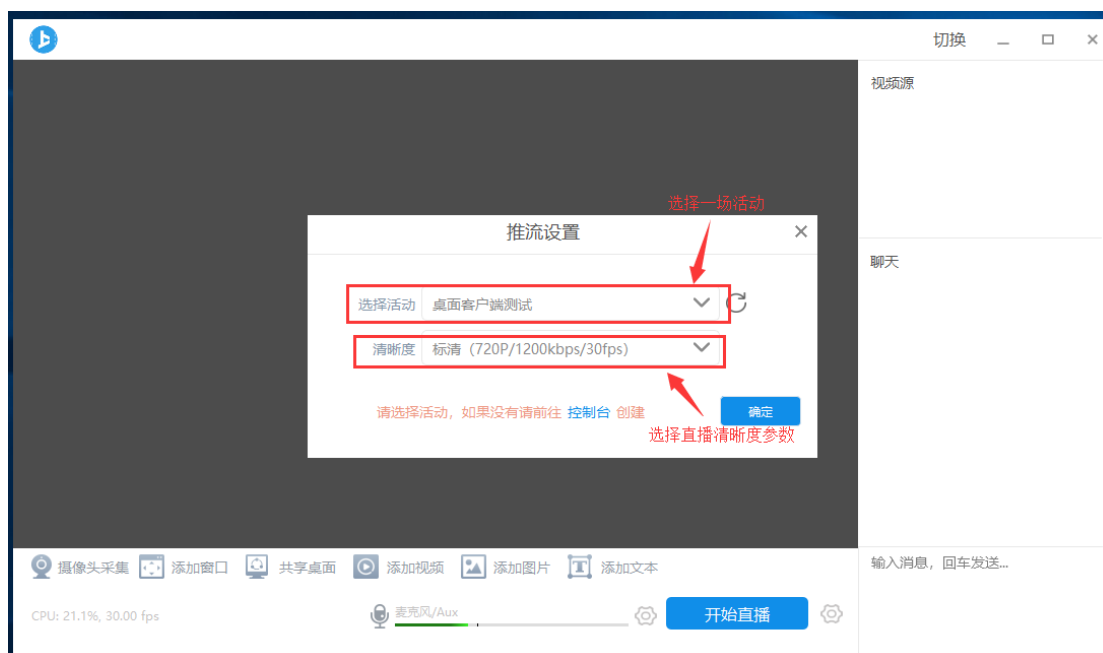 切换
视频源
选择一场活动
推流设置
聊天
选择活动 桌面客户端测试
清晰度 标清（720P/1200kbps/30fps）
请选择活动，如果没有请前往 控制台 创建
确定
选择直播清晰度参数
摄像头采集 添加窗口 共享桌面 添加视频 添加图片 添加文本
输入消息，回车发送...
CPU: 21.1%, 30.00 fps
麦克风/Aux
开始直播